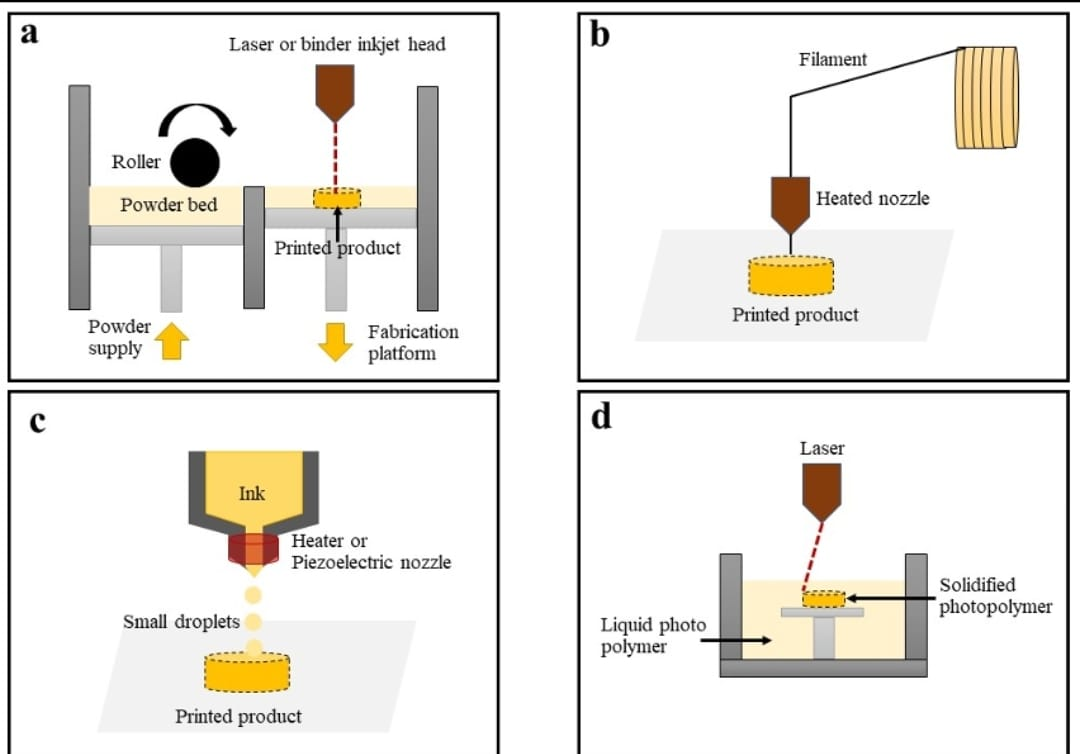 a
Laser or binder inkjet head
Roller
Powder bed
Printed product
Powder
supply
Fabrication
platform
b
Filament
Heated nozzle
Printed product
c
Ink
Heater or
Piezoelectric nozzle
Small droplets
Printed product
d
Laser
Solidified
photopolymer
Liquid photo
polymer